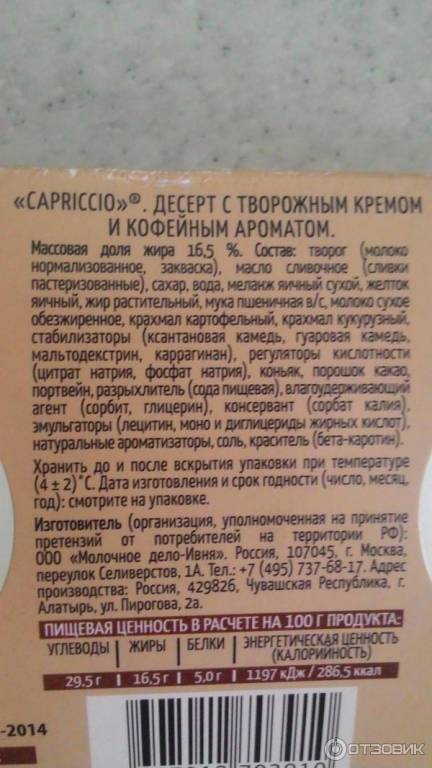 «CAPRICCIO»®. ДЕСЕРТ С ТВОРОЖНЫМ КРЕМОМ
И КОФЕЙНЫМ АРОМАТОМ.
Массовая доля жира 16,5 %. Состав: творог (молоко
нормализованное, закваска), масло сливочное (сливки
пастеризованные), сахар, вода, меланж яичный сухой, желток
яичный, жир растительный, мука пшеничная в/с, молоко сухое
обезжиренное, крахмал картофельный, крахмал кукурузный,
стабилизаторы (ксантановая камедь, гуаровая камедь,
мальтодекстрин, каррагинан), регуляторы кислотности
(цитрат натрия, фосфат натрия), коньяк, порошок какао,
портвейн, разрыхлитель (сода пищевая), влагоудерживающий
агент (сорбит, глицерин), консервант (сорбат калия),
эмульгаторы (лецитин, моно и диглицериды жирных кислот),
натуральные ароматизаторы, соль, краситель (бета-каротин).
Хранить до и после вскрытия упаковки при температуре
(4 ± 2)˚С. Дата изготовления и срок годности (число, месяц,
год): смотрите на упаковке.
Изготовитель (организация, уполномоченная на принятие
претензий от потребителей на территории РФ):
ООО «Молочное дело-Ивня». Россия, 107045, г. Москва,
переулок Селиверстов, 1А. Тел.: +7 (495) 737-68-17. Адрес
производства: Россия, 429826, Чувашская Республика, г.
Алатырь, ул. Пирогова, 2а.
ПИЩЕВАЯ ЦЕННОСТЬ В РАСЧЕТЕ НА 100 Г ПРОДУКТА:
УГЛЕВОДЫ ЖИРЫ БЕЛКИ ЭНЕРГЕТИЧЕСКАЯ ЦЕННОСТЬ
(КАЛОРИЙНОСТЬ)
29,5 г 16,5 г 5,0 г 1197 кДж / 286,5 ккал
-2014
ОТЗОВИК